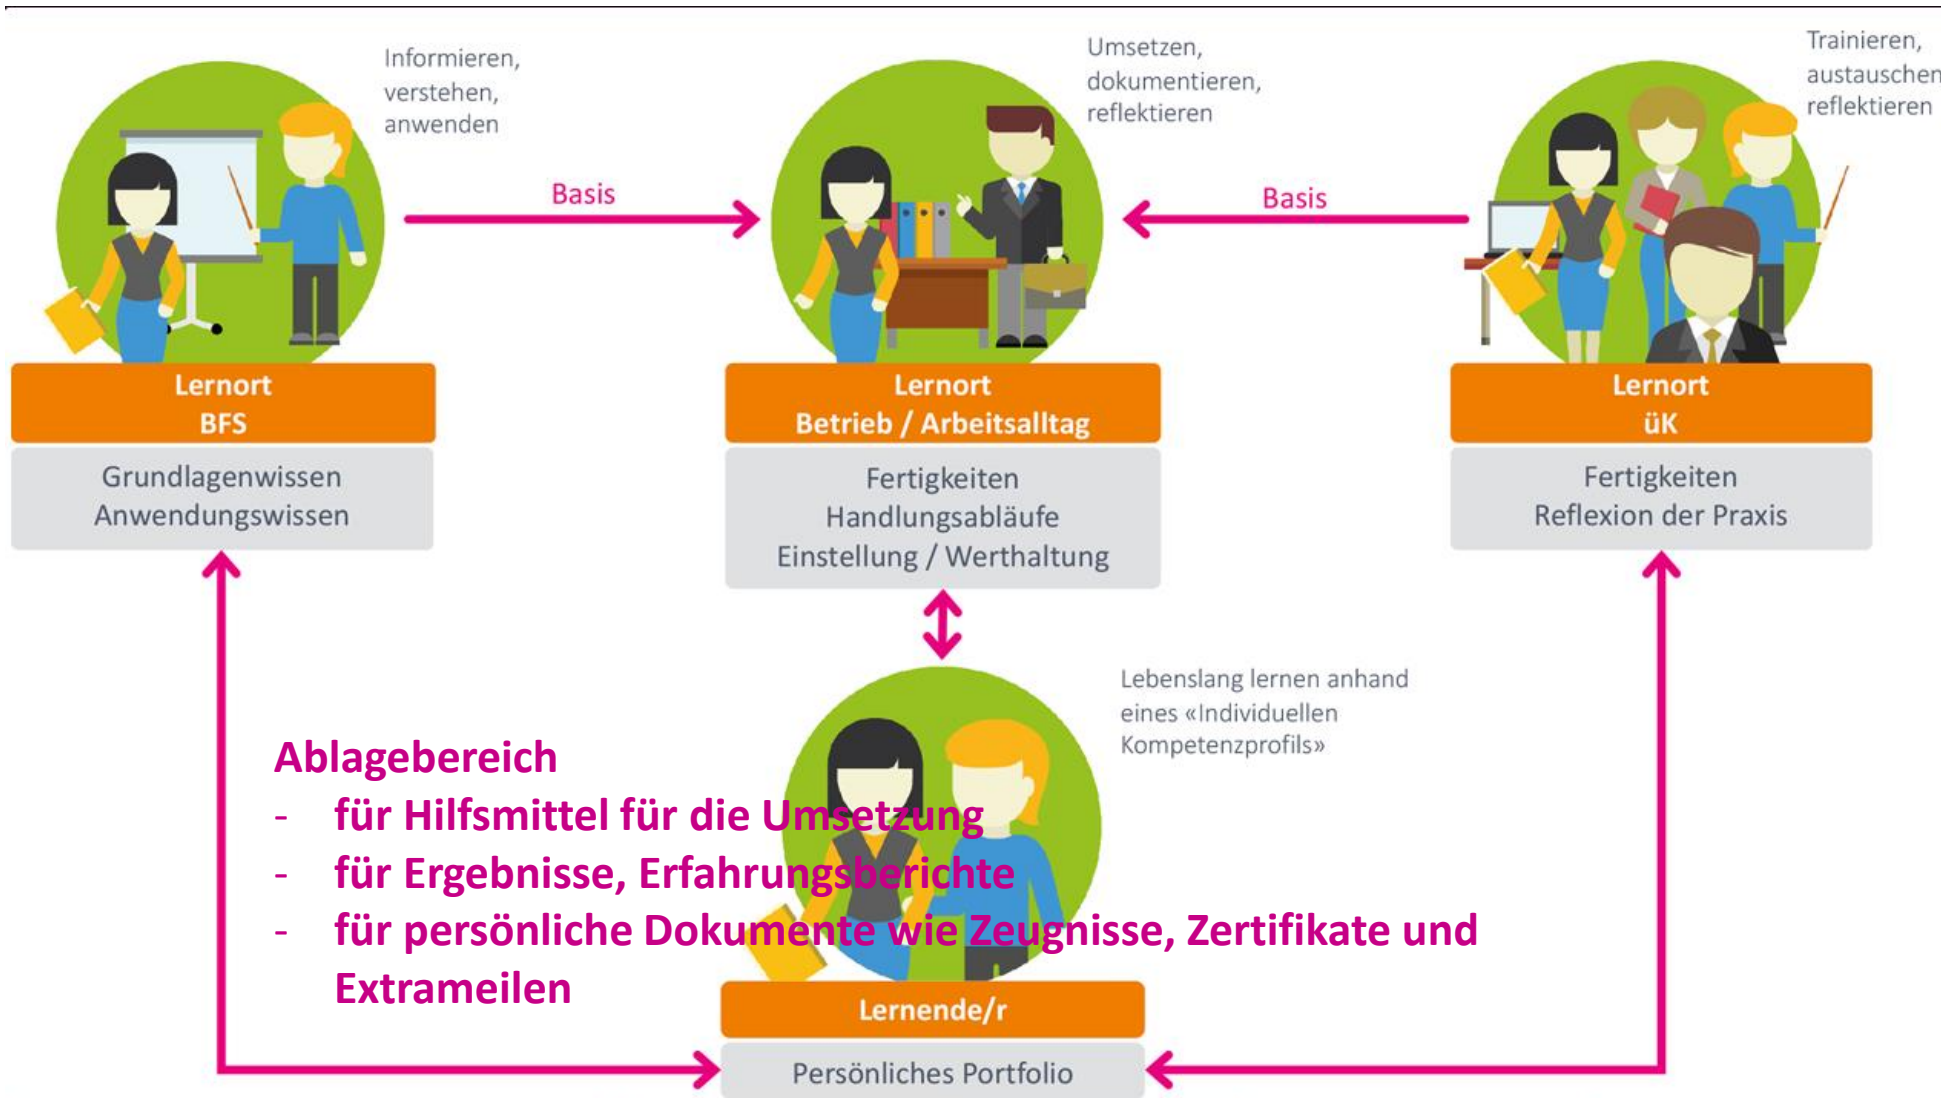 Informieren,
verstehen,
anwenden
Basis
Umsetzen,
dokumentieren,
reflektieren
Basis
Trainieren,
austauschen
reflektieren
Lernort
BFS
Grundlagenwissen
Anwendungswissen
Lernort
Betrieb / Arbeitsalltag
Fertigkeiten
Handlungsabläufe
Einstellung / Werthaltung
Lernort
üK
Fertigkeiten
Reflexion der Praxis
Lebenslang lernen anhand
eines «Individuellen
Kompetenzprofils»
Ablagebereich
- für Hilfsmittel für die Umsetzung
- für Ergebnisse, Erfahrungsberichte
- für persönliche Dokumente wie Zeugnisse, Zertifikate und
Extrameilen
Lernende/r
Persönliches Portfolio